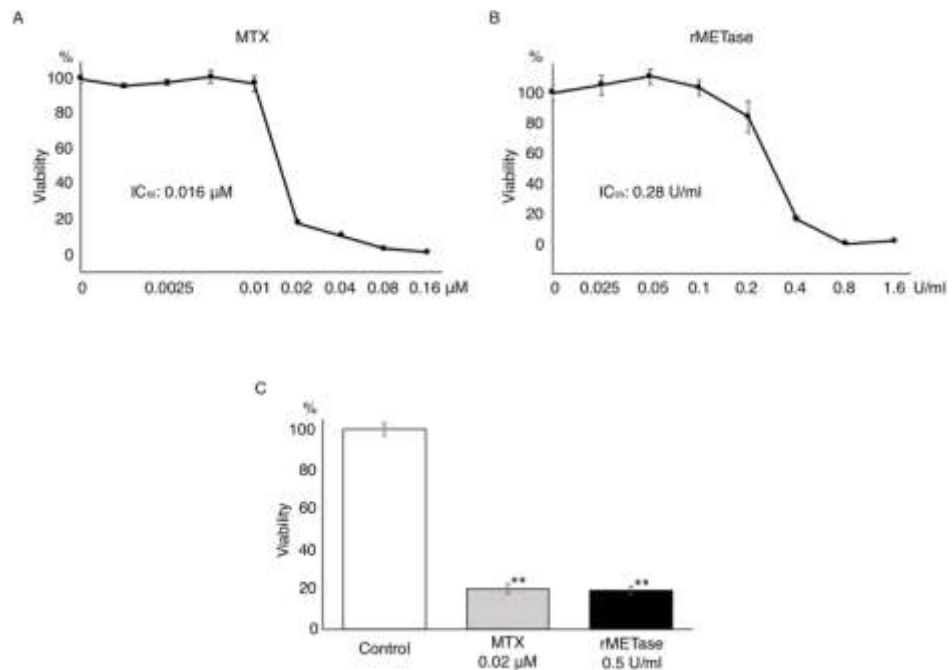 A
MTX
%
100
80
60
40
20
0
Viability
0 0.0025 0.01 0.02 0.04 0.08 0.16 µM
: 0.016 µM
B
rMETase
%
100
80
60
40
20
0
Viability
: 0.28 U/ml
0 0.025 0.05 0.1 0.2 0.4 0.8 1.6 U/ml
C
%
100
80
60
40
20
0
Viability
**
**
Control
MTX
0.02 µM
rMETase
0.5 U/ml